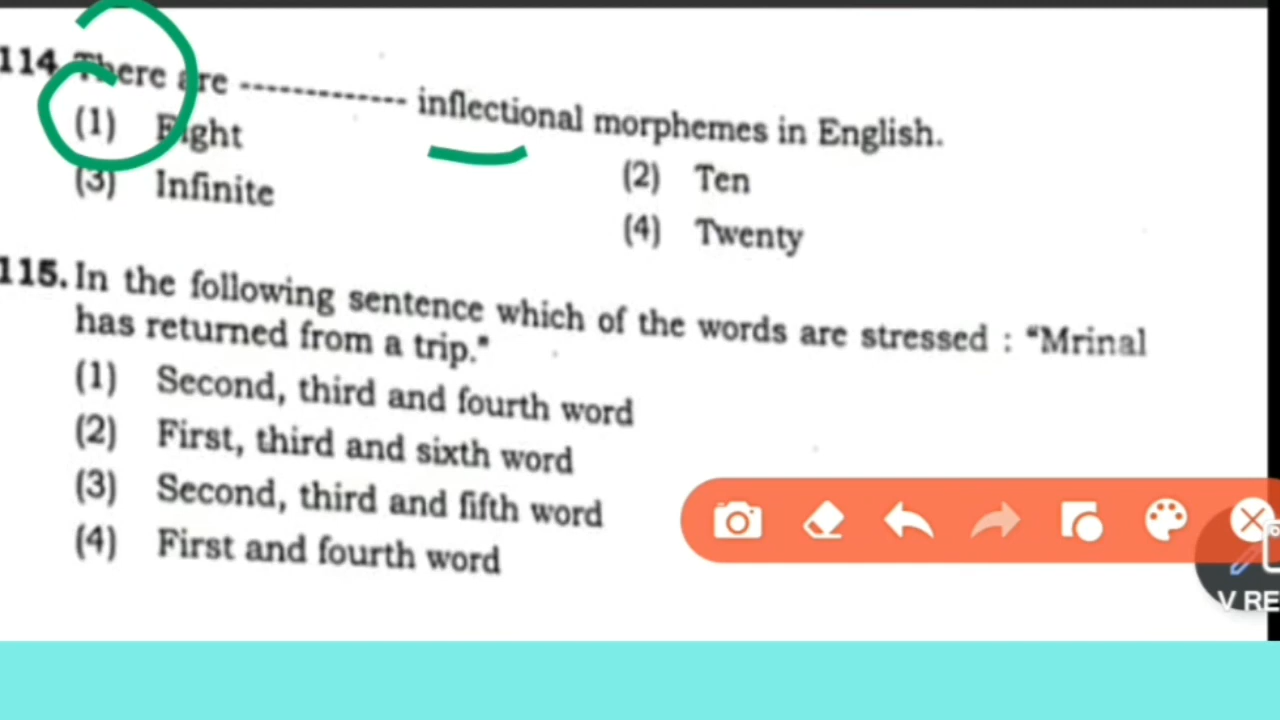 114. There are ------------- inflectional morphemes in English.
(1) Eight
(2) Ten
(3) Infinite
(4) Twenty
115. In the following sentence which of the words are stressed : “Mrinal
has returned from a trip.”
(1) Second, third and fourth word
(2) First, third and sixth word
(3) Second, third and fifth word
(4) First and fourth word
V RE